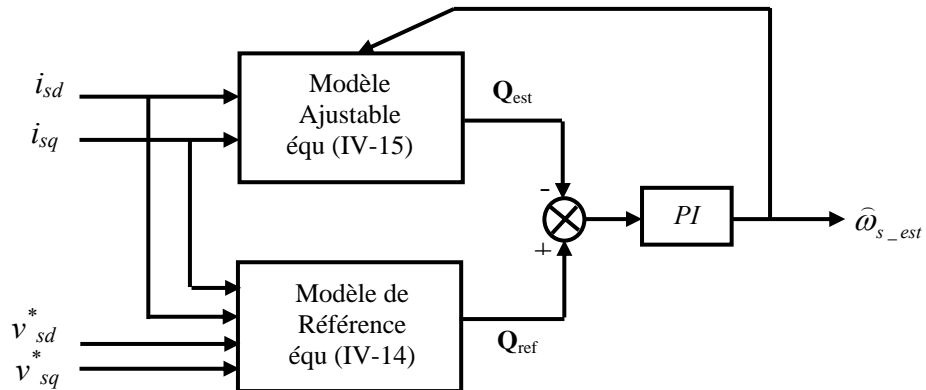 i_sd
i_sq
Modèle
Ajustable
équ (IV-15)
Q_est
-
+
PI
ω̂_s_est
v*_sd
v*_sq
Modèle de
Référence
équ (IV-14)
Q_ref